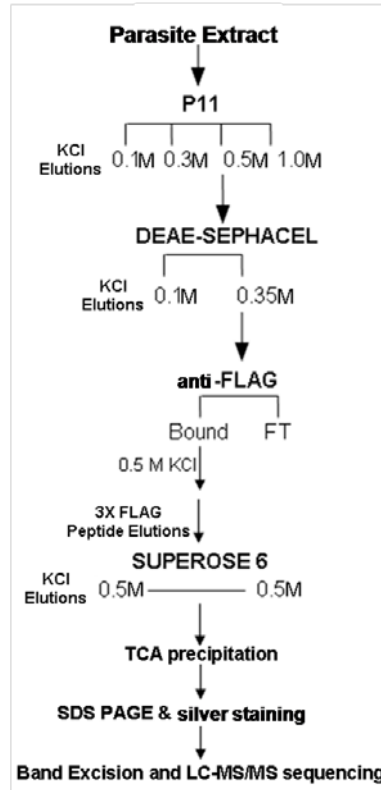 Parasite Extract
P11
KCl
Elutions
0.1M 0.3M 0.5M 1.0M
DEAE-SEPHACEL
KCl
Elutions
0.1M 0.35M
anti-FLAG
Bound FT
0.5 M KCl
3X FLAG
Peptide Elutions
SUPEROSE 6
KCl
Elutions
0.5M 0.5M
TCA precipitation
SDS PAGE & silver staining
Band Excision and LC-MS/MS sequencing